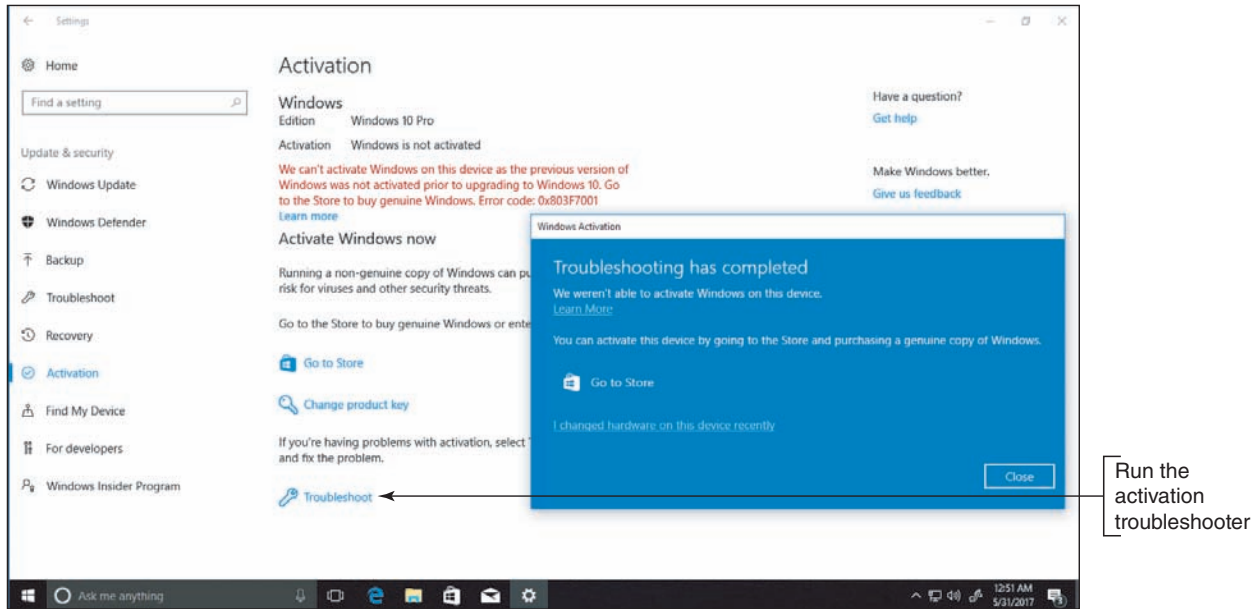 Settings
Home
Find a setting
Update & security
Windows Update
Windows Defender
Backup
Troubleshoot
Recovery
Activation
Find My Device
For developers
Windows Insider Program
Activation
Windows
Edition Windows 10 Pro
Activation Windows is not activated
We can't activate Windows on this device as the previous version of
Windows was not activated prior to upgrading to Windows 10. Go
to the Store to buy genuine Windows. Error code: 0x803F7001
Learn more
Activate Windows now
Running a non-genuine copy of Windows can pu
risk for viruses and other security threats.
Go to the Store to buy genuine Windows or ente
Go to Store
Change product key
If you're having problems with activation, select
and fix the problem.
Troubleshoot
Have a question?
Get help
Make Windows better.
Give us feedback
Windows Activation
Troubleshooting has completed
We weren't able to activate Windows on this device.
Learn More
You can activate this device by going to the Store and purchasing a genuine copy of Windows.
Go to Store
I changed hardware on this device recently
Close
Run the
activation
troubleshooter
Ask me anything
12:51 AM
5/31/2017
3